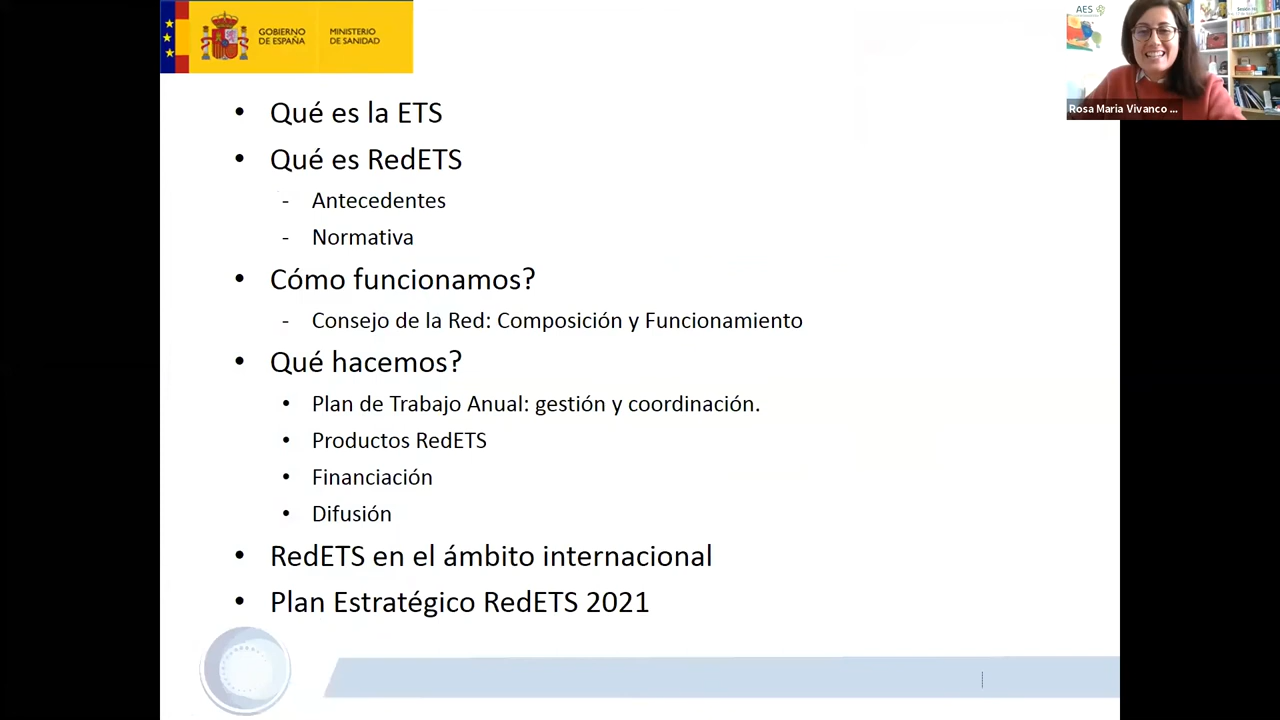 GOBIERNO
DE ESPAÑA
MINISTERIO
DE SANIDAD
AES
Rosa Maria Vivanco ...
• Qué es la ETS
• Qué es RedETS
- Antecedentes
- Normativa
• Cómo funcionamos?
- Consejo de la Red: Composición y Funcionamiento
• Qué hacemos?
• Plan de Trabajo Anual: gestión y coordinación.
• Productos RedETS
• Financiación
• Difusión
• RedETS en el ámbito internacional
• Plan Estratégico RedETS 2021